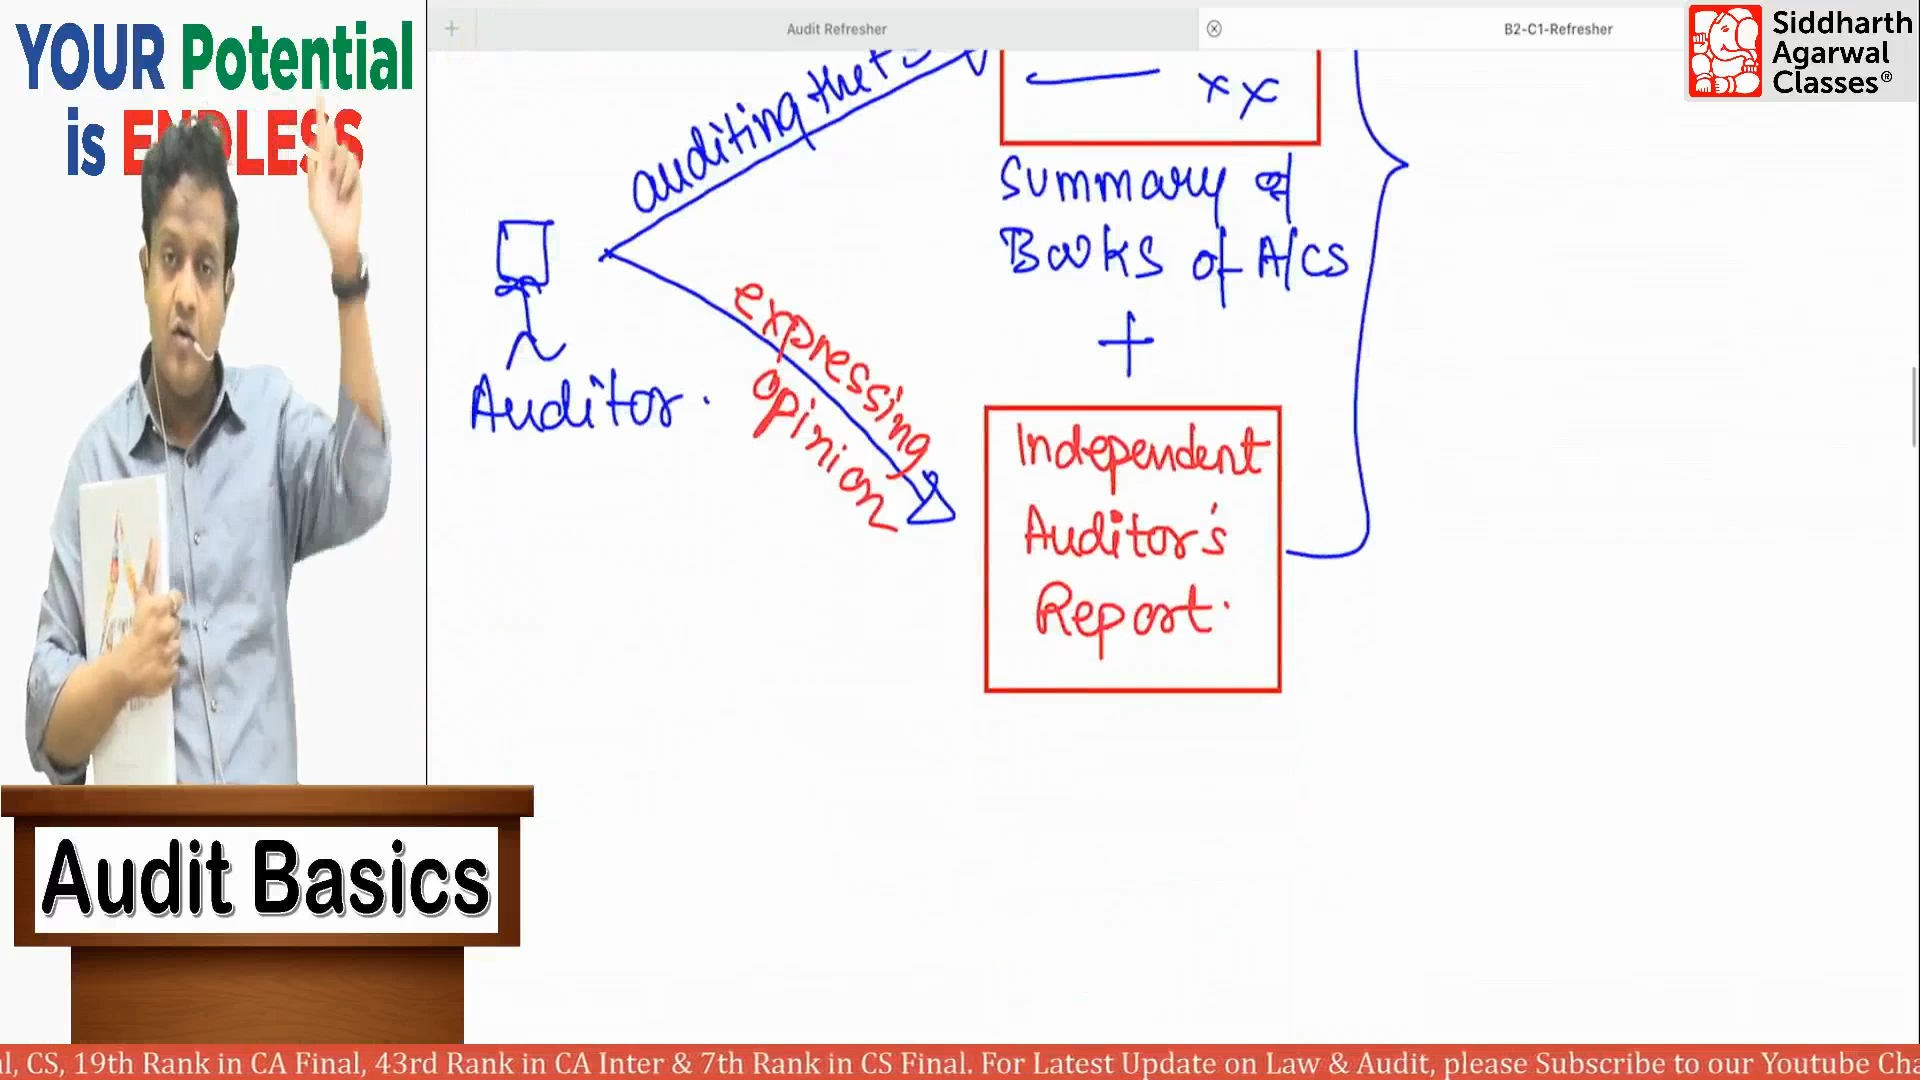 YOUR Potential
is ENDLESS
Audit Refresher
B2-C1-Refresher
Siddharth
Agarwal
Classes®
auditing the
xx
Summary of
Books of A/CS
+
Auditor.
expressing
opinion
Independent
Auditor's
Report.
Audit Basics
CS, 19th Rank in CA Final, 43rd Rank in CA Inter & 7th Rank in CS Final. For Latest Update on Law & Audit, please Subscribe to our Youtube